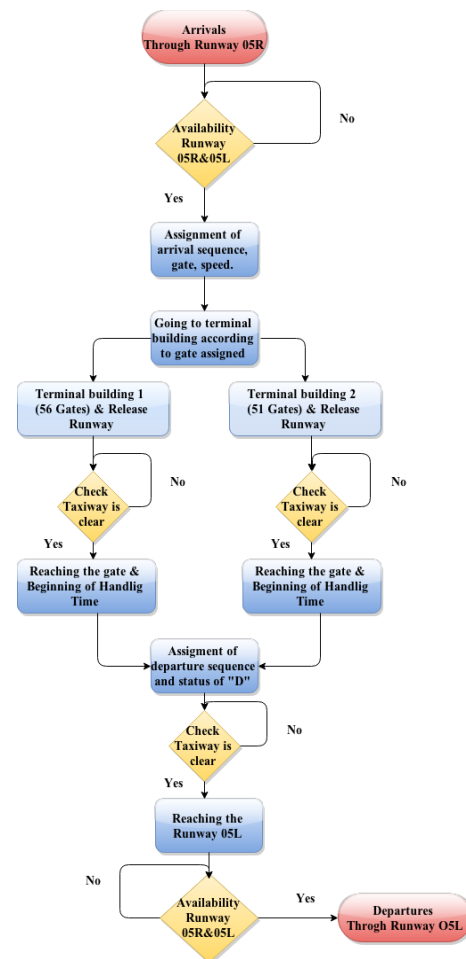 Arrivals
Through Runway 05R
Availability
Runway
05R&05L
No
Yes
Assignment of
arrival sequence,
gate, speed.
Going to terminal
building according
to gate assigned
Terminal building 1
(56 Gates) & Release
Runway
Terminal building 2
(51 Gates) & Release
Runway
No
Check
Taxiway is
clear
Yes
No
Check
Taxiway is
clear
Yes
Reaching the gate &
Beginning of Handlig
Time
Reaching the gate &
Beginning of Handlig
Time
Assigment of
departure sequence
and status of "D"
Check
Taxiway is
clear
No
Yes
Reaching the
Runway 05L
No
Availability
Runway
05R&05L
Yes
Departures
Throgh Runway O5L